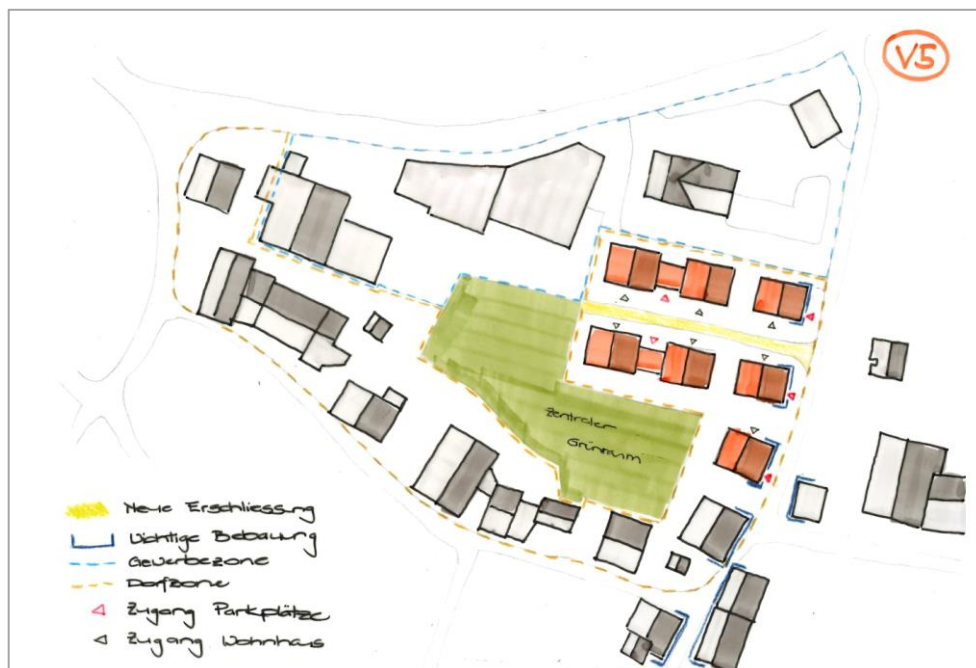 V5
Zentraler
Grünraum
Neue Erschliessung
Wichtige Bebauung
Gewerbezone
Dorfzone
Zugang Parkplätze
Zugang Wohnhaus